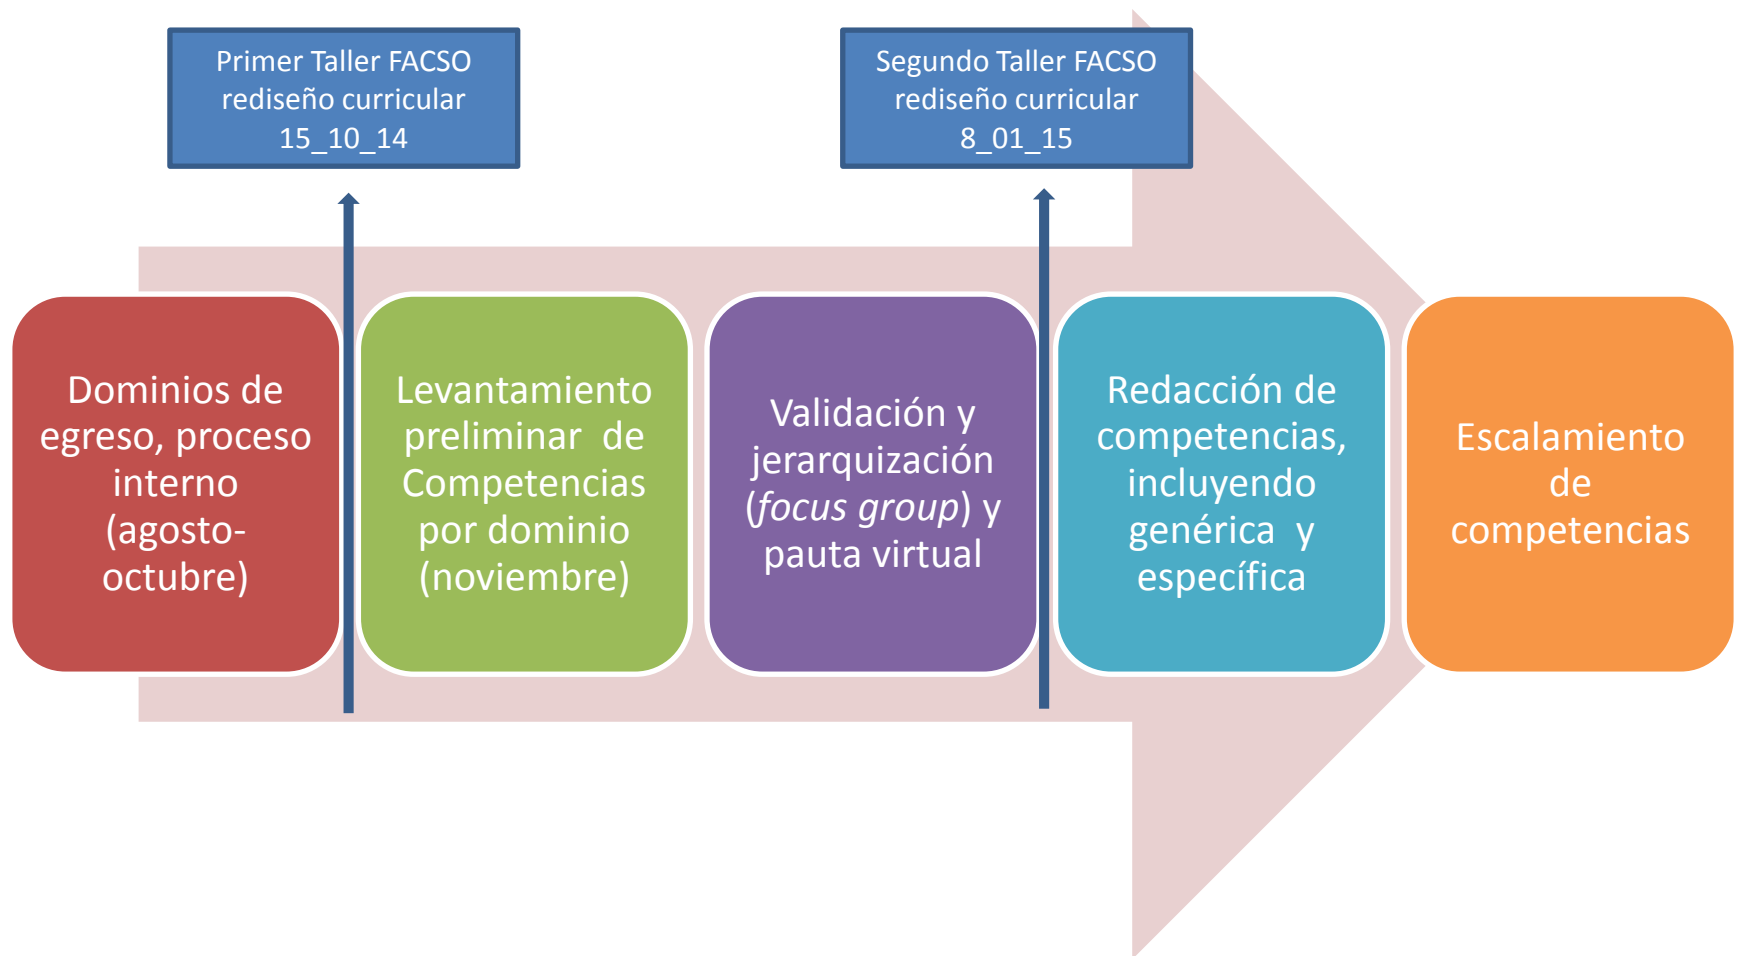 Primer Taller FACSO
rediseño curricular
15_10_14
Segundo Taller FACSO
rediseño curricular
8_01_15
Dominios de
egreso, proceso
interno
(agosto-
octubre)
Levantamiento
preliminar de
Competencias
por dominio
(noviembre)
Validación y
jerarquización
(focus group) y
pauta virtual
Redacción de
competencias,
incluyendo
genérica y
específica
Escalamiento
de
competencias